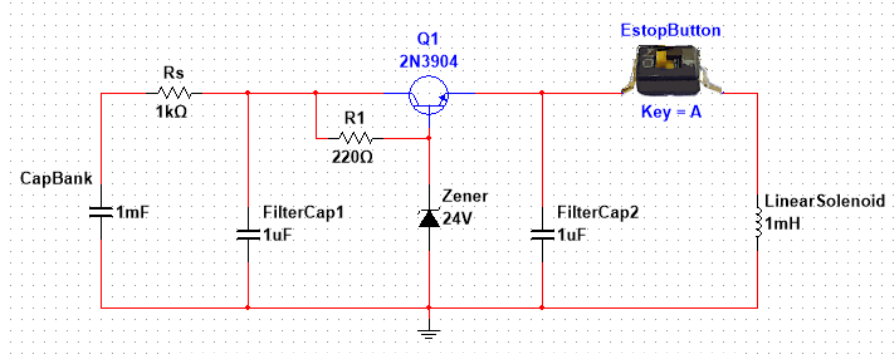 EstopButton
Q1
2N3904
Rs
1kΩ
Key = A
R1
220Ω
CapBank
1mF
FilterCap1
1uF
Zener
24V
FilterCap2
1uF
LinearSolenoid
1mH